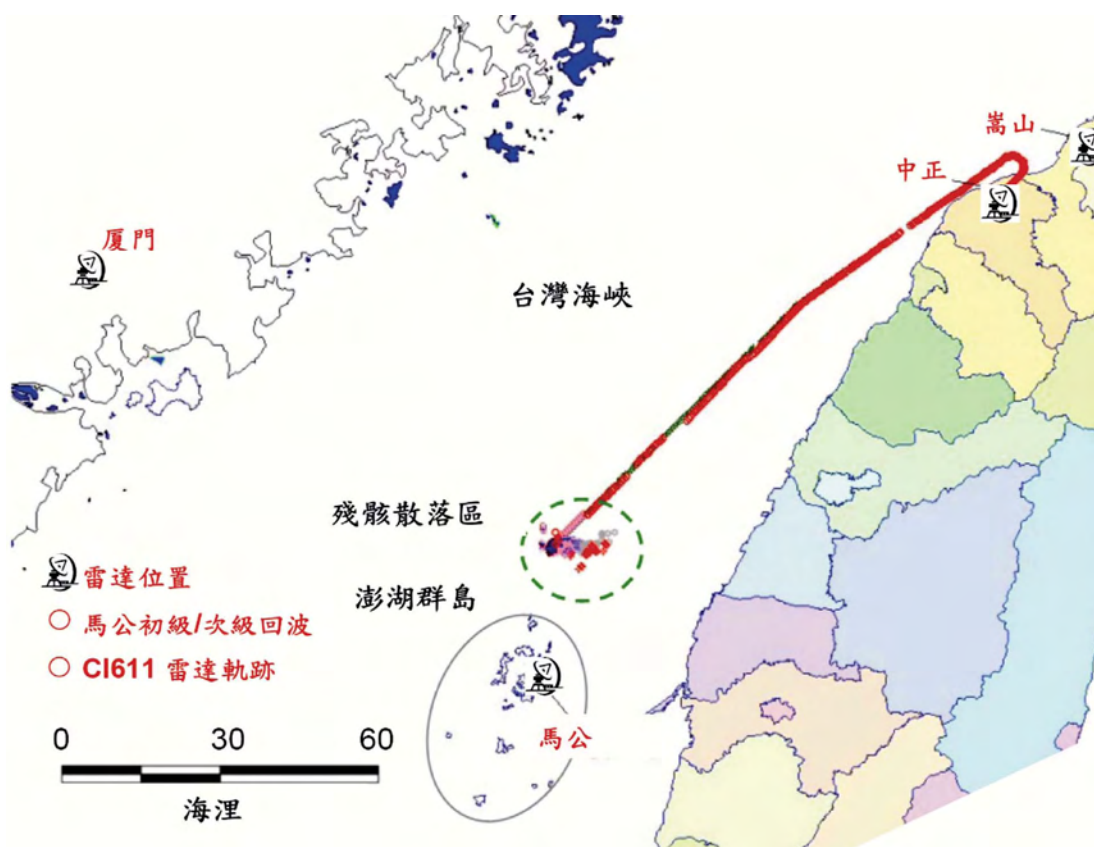 嵩山
中正
厦門
台灣海峽
殘骸散落區
澎湖群島
雷達位置
馬公初級/次級回波
CI611 雷達軌跡
馬公
0 30 60
海浬